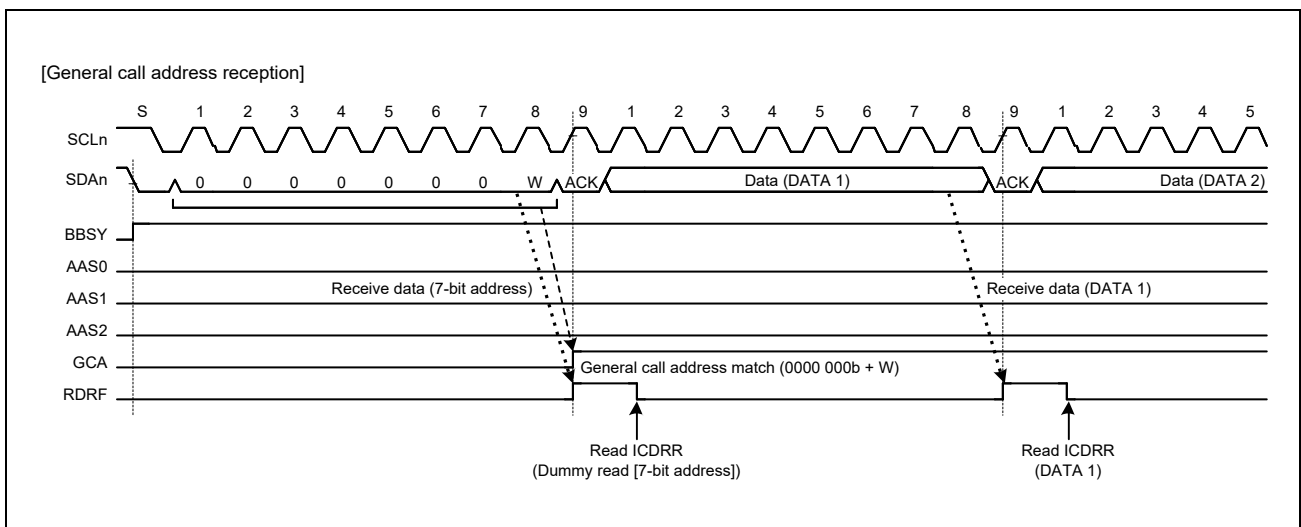 [General call address reception]
S 1 2 3 4 5 6 7 8 9 1 2 3 4 5 6 7 8 9 1 2 3 4 5
SCLn
SDAn 0 0 0 0 0 0 0 W ACK Data (DATA 1) ACK Data (DATA 2)
BBSY
AAS0
Receive data (7-bit address) Receive data (DATA 1)
AAS1
AAS2
GCA General call address match (0000 000b + W)
RDRF
Read ICDRR Read ICDRR
(Dummy read [7-bit address]) (DATA 1)